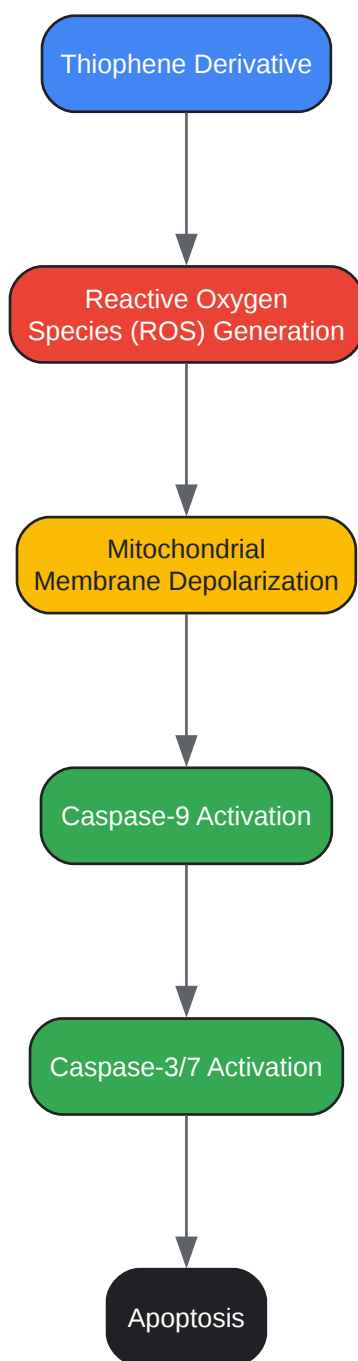 Thiophene Derivative
Reactive Oxygen
Species (ROS) Generation
Mitochondrial
Membrane Depolarization
Caspase-9 Activation
Caspase-3/7 Activation
Apoptosis